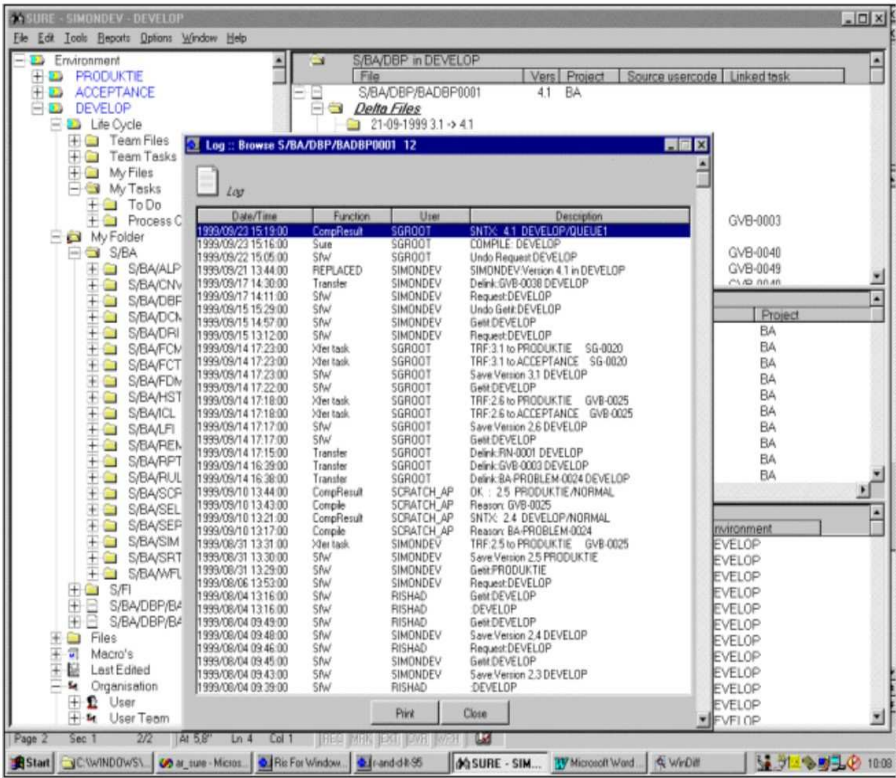 SURE - SIMONDEV - DEVELOP
File Edit Tools Reports Options Window Help
Environment
PRODUKTIE
ACCEPTANCE
DEVELOP
Life Cycle
Team Files
Team Tasks
My Files
My Tasks
To Do
Process C
My Folder
S/BA
S/BA/ALP
S/BA/CNV
S/BA/DBP
S/BA/DCM
S/BA/DRI
S/BA/FCM
S/BA/FCT
S/BA/FDM
S/BA/HST
S/BA/ICL
S/BA/LFI
S/BA/REM
S/BA/RPT
S/BA/RUL
S/BA/SCR
S/BA/SEL
S/BA/SEP
S/BA/SIM
S/BA/SRT
S/BA/WFL
S/FI
S/BA/DBP/BA
S/BA/DBP/BA
Files
Macro's
Last Edited
Organisation
User
User Team
S/BA/DBP in DEVELOP
File Vers Project Source usercode Linked task
S/BA/DBP/BADBP0001 4.1 BA
Delta Files
21-09-1999 3.1 -> 4.1
GVB-0003
GVB-0040
GVB-0049
GVB-0040
Project
BA
BA
BA
BA
BA
BA
BA
BA
BA
BA
nvironment
EVELOP
EVELOP
EVELOP
EVELOP
EVELOP
EVELOP
EVELOP
EVELOP
EVELOP
EVELOP
EVELOP
EVELOP
Log :: Browse S/BA/DBP/BADBP0001 12
Log
Date/Time Function User Description
1999/09/23 15:19:00 CompResult SGROOT SNTX: 4.1 DEVELOP/QUEUE1
1999/09/23 15:16:00 Sure SGROOT COMPILE: DEVELOP
1999/09/22 15:05:00 SfW SGROOT Undo Request:DEVELOP
1999/09/21 13:44:00 REPLACED SIMONDEV SIMONDEV:Version 4.1 in DEVELOP
1999/09/17 14:30:00 Transfer SIMONDEV Delink:GVB-0038 DEVELOP
1999/09/17 14:11:00 SfW SIMONDEV Request:DEVELOP
1999/09/15 15:29:00 SfW SIMONDEV Undo Getit:DEVELOP
1999/09/15 14:57:00 SfW SIMONDEV Getit:DEVELOP
1999/09/15 13:12:00 SfW SIMONDEV Request:DEVELOP
1999/09/14 17:23:00 Xfer task SGROOT TRF:3.1 to PRODUKTIE SG-0020
1999/09/14 17:23:00 Xfer task SGROOT TRF:3.1 to ACCEPTANCE SG-0020
1999/09/14 17:23:00 SfW SGROOT Save:Version 3.1 DEVELOP
1999/09/14 17:22:00 SfW SGROOT Getit:DEVELOP
1999/09/14 17:18:00 Xfer task SGROOT TRF:2.6 to PRODUKTIE GVB-0025
1999/09/14 17:18:00 Xfer task SGROOT TRF:2.6 to ACCEPTANCE GVB-0025
1999/09/14 17:17:00 SfW SGROOT Save:Version 2.6 DEVELOP
1999/09/14 17:17:00 SfW SGROOT Getit:DEVELOP
1999/09/14 17:15:00 Transfer SGROOT Delink:RN-0001 DEVELOP
1999/09/14 16:39:00 Transfer SGROOT Delink:GVB-0003 DEVELOP
1999/09/14 16:38:00 Transfer SGROOT Delink:BA-PROBLEM-0024 DEVELOP
1999/09/10 13:44:00 CompResult SCRATCH_AP OK : 2.5 PRODUKTIE/NORMAL
1999/09/10 13:43:00 Compile SCRATCH_AP Reason: GVB-0025
1999/09/10 13:21:00 CompResult SCRATCH_AP SNTX: 2.4 DEVELOP/NORMAL
1999/09/10 13:17:00 Compile SCRATCH_AP Reason: BA-PROBLEM-0024
1999/08/31 13:31:00 Xfer task SIMONDEV TRF:2.5 to PRODUKTIE GVB-0025
1999/08/31 13:30:00 SfW SIMONDEV Save:Version 2.5 PRODUKTIE
1999/08/31 13:29:00 SfW SIMONDEV Getit:PRODUKTIE
1999/08/06 13:53:00 SfW SIMONDEV Request:DEVELOP
1999/08/04 13:16:00 SfW RISHAD Getit:DEVELOP
1999/08/04 13:16:00 SfW RISHAD :DEVELOP
1999/08/04 09:49:00 SfW RISHAD Getit:DEVELOP
1999/08/04 09:48:00 SfW SIMONDEV Save:Version 2.4 DEVELOP
1999/08/04 09:46:00 SfW RISHAD Request:DEVELOP
1999/08/04 09:45:00 SfW SIMONDEV Getit:DEVELOP
1999/08/04 09:43:00 SfW SIMONDEV Save:Version 2.3 DEVELOP
1999/08/04 09:39:00 SfW RISHAD :DEVELOP
Print Close
Page 2 Sec 1 2/2 At 5,8" Ln 4 Col 1 REC MRK EXT OVR WPH
Start C:\WINDOWS\... ar_sure - Micros... Ris For Window... r-and-d-lt-95 SURE - SIM... Microsoft Word ... WinDiff